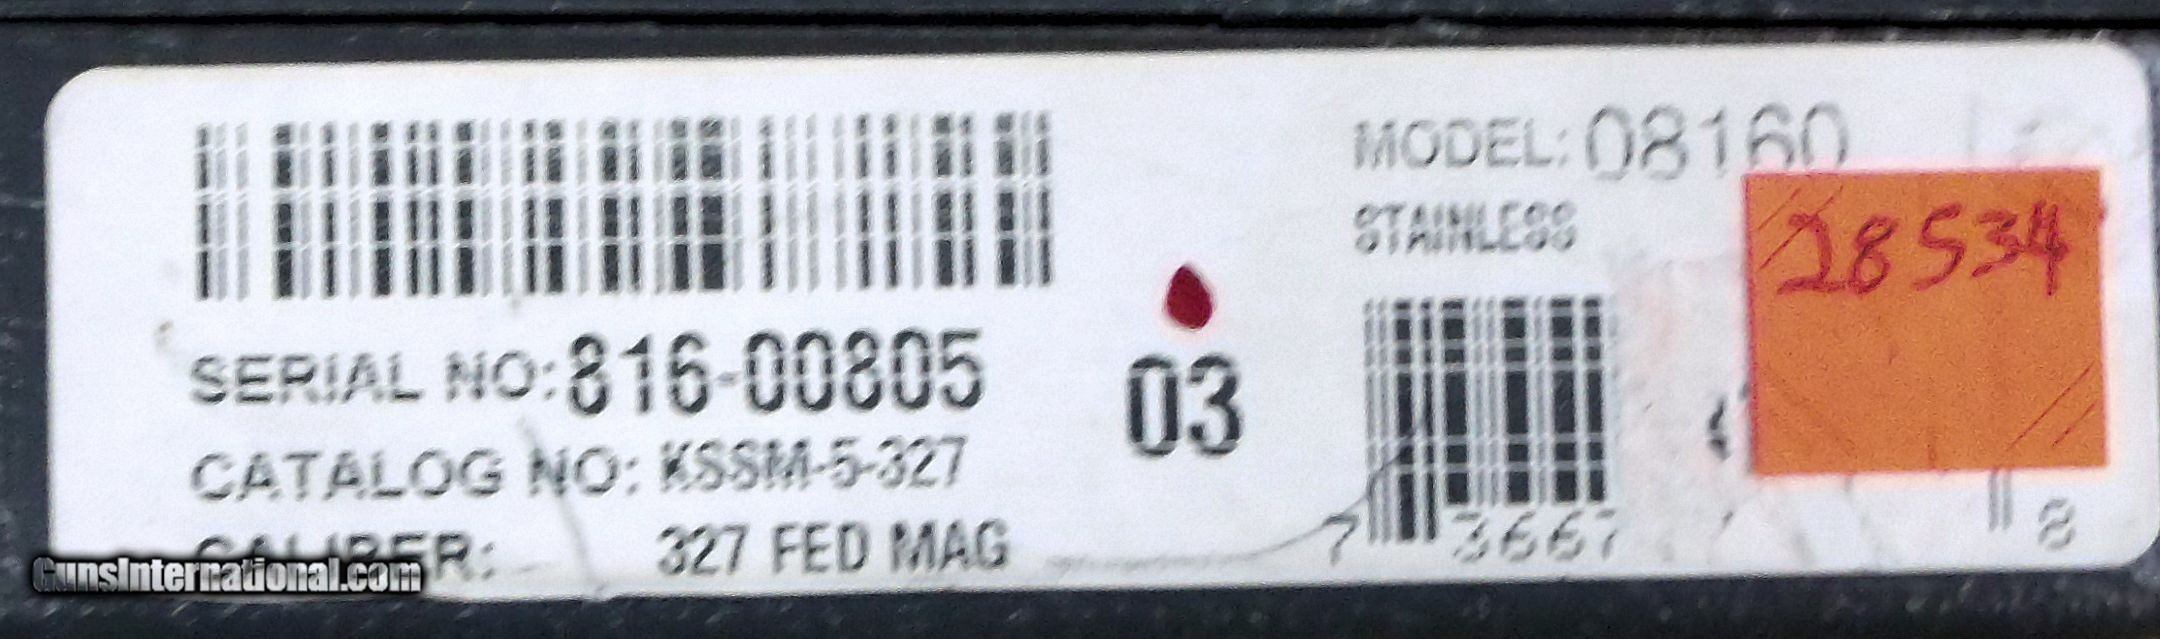 MODEL: 08160
STAINLESS
28534
SERIAL NO: 816-00805
03
CATALOG NO: KSSM-5-327
CALIBER: 327 FED MAG
7 3667
8
GunsInternational.com